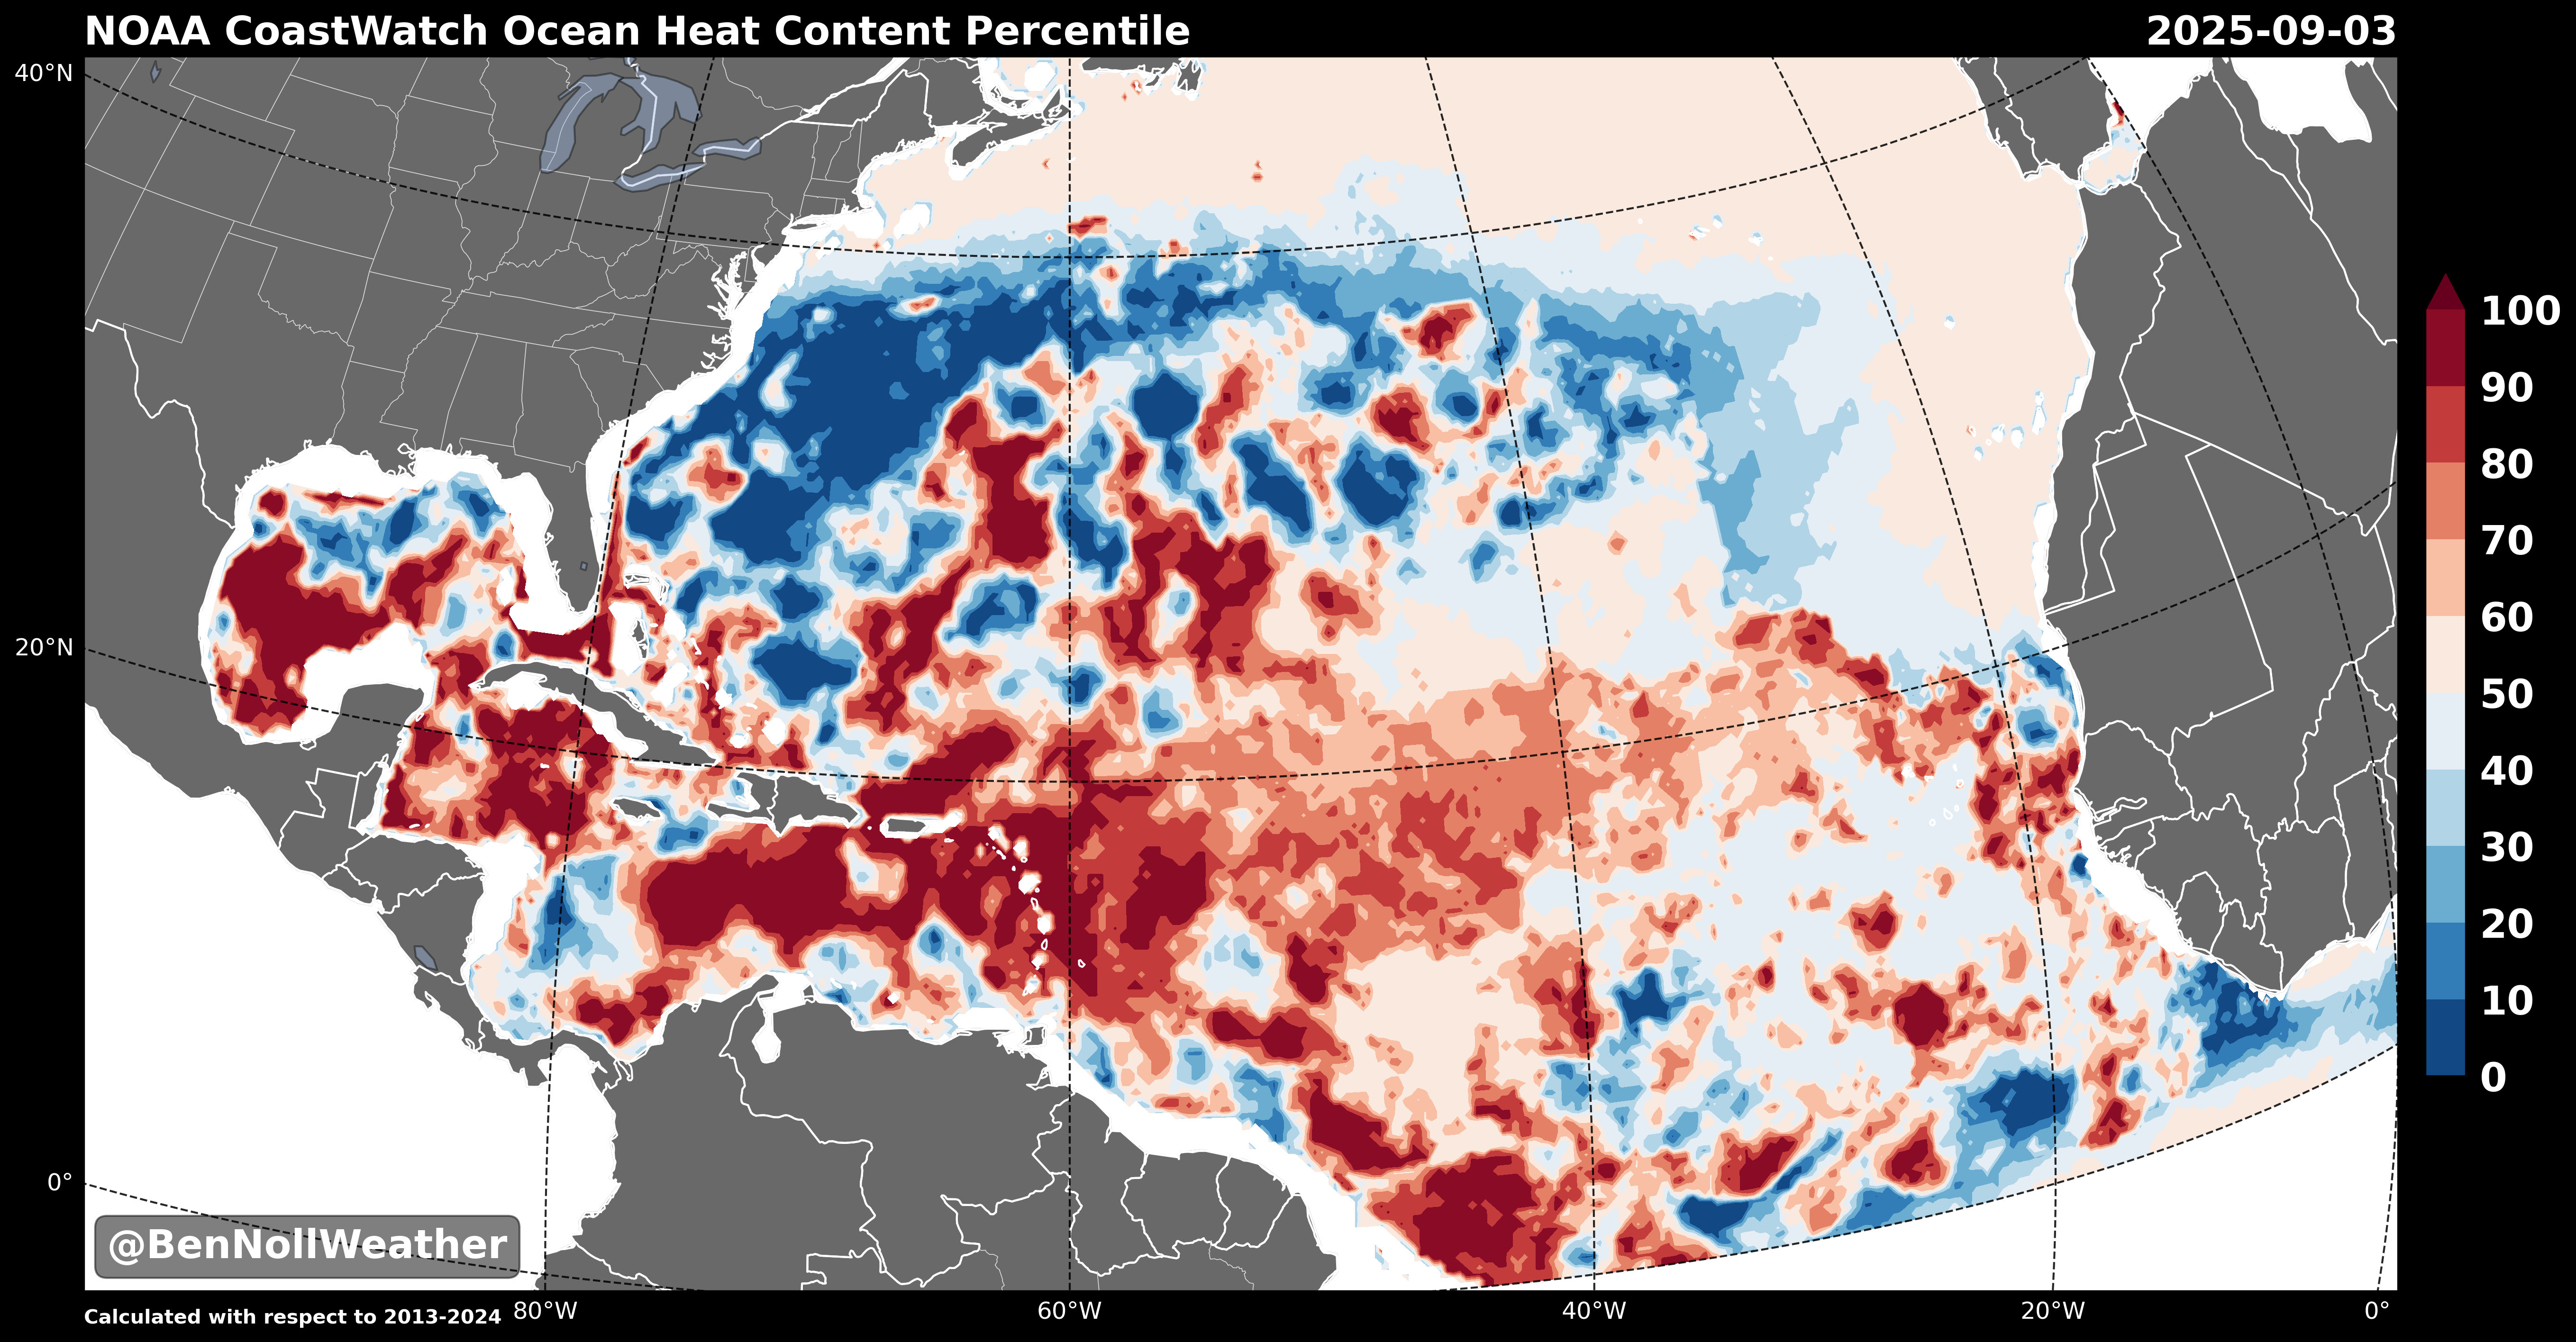 NOAA CoastWatch Ocean Heat Content Percentile
2025-09-03
40°N
20°N
0°
100
90
80
70
60
50
40
30
20
10
0
@BenNollWeather
Calculated with respect to 2013-2024
80°W
60°W
40°W
20°W
0°